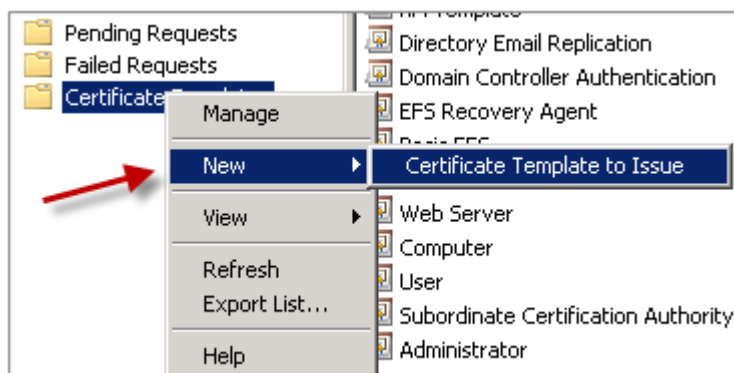 Pending Requests
Failed Requests
Certificate
Manage
New
View
Refresh
Export List...
Help
Certificate Template to Issue
Directory Email Replication
Domain Controller Authentication
EFS Recovery Agent
Web Server
Computer
User
Subordinate Certification Authority
Administrator